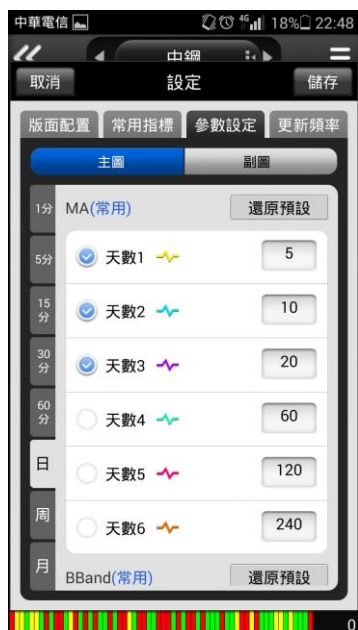 中華電信 4G 18% 22:48
中鋼
取消 設定 儲存
版面配置 常用指標 參數設定 更新頻率
主圖 副圖
MA(常用) 還原預設
1分
5分
15分
30分
60分
日
周
月
天數1 5
天數2 10
天數3 20
天數4 60
天數5 120
天數6 240
BBand(常用) 還原預設
0